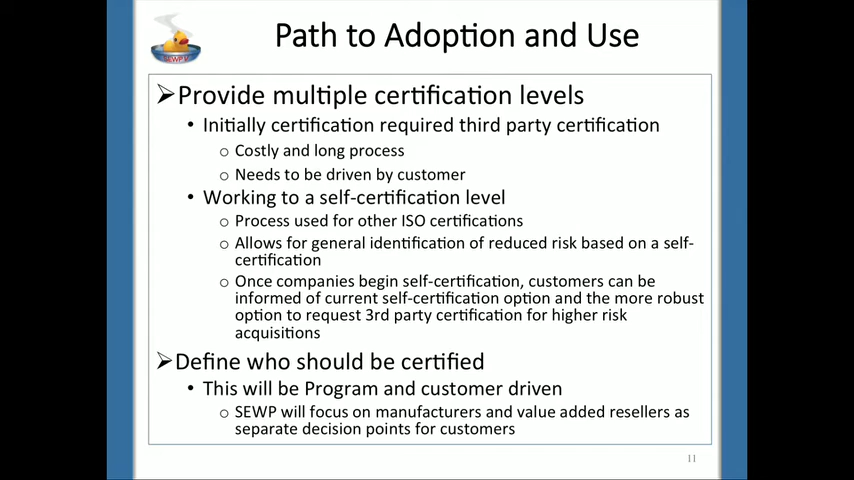 Path to Adoption and Use
SEWP V
➢Provide multiple certification levels
• Initially certification required third party certification
o Costly and long process
o Needs to be driven by customer
• Working to a self-certification level
o Process used for other ISO certifications
o Allows for general identification of reduced risk based on a self-
certification
o Once companies begin self-certification, customers can be
informed of current self-certification option and the more robust
option to request 3rd party certification for higher risk
acquisitions
➢Define who should be certified
• This will be Program and customer driven
o SEWP will focus on manufacturers and value added resellers as
separate decision points for customers
11